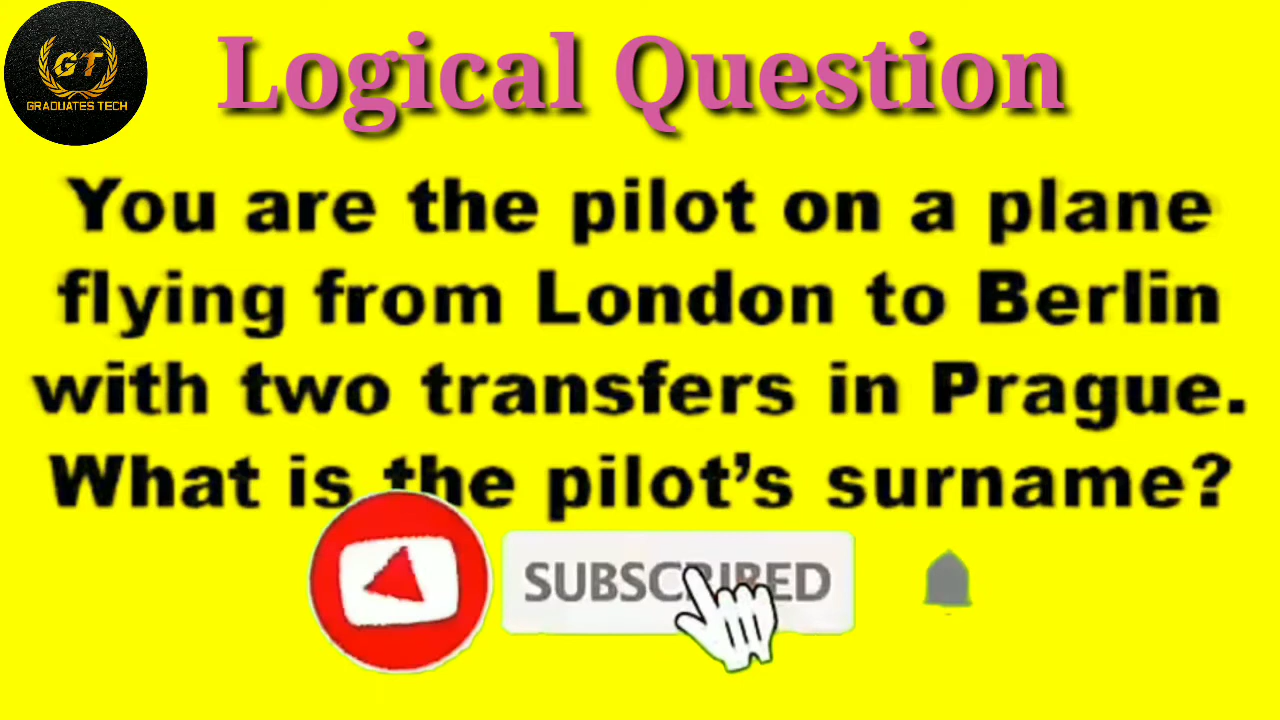 GT
GRADUATES TECH
Logical Question
You are the pilot on a plane
flying from London to Berlin
with two transfers in Prague.
What is the pilot’s surname?
SUBSCRIBED